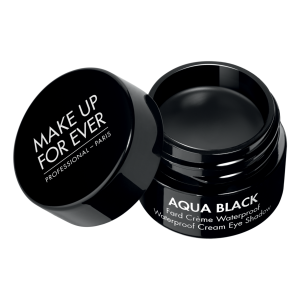 MAKE UP
FOR EVER
PROFESSIONAL – PARIS
AQUA BLACK
Fard Crème Waterproof
Waterproof Cream Eye Shadow